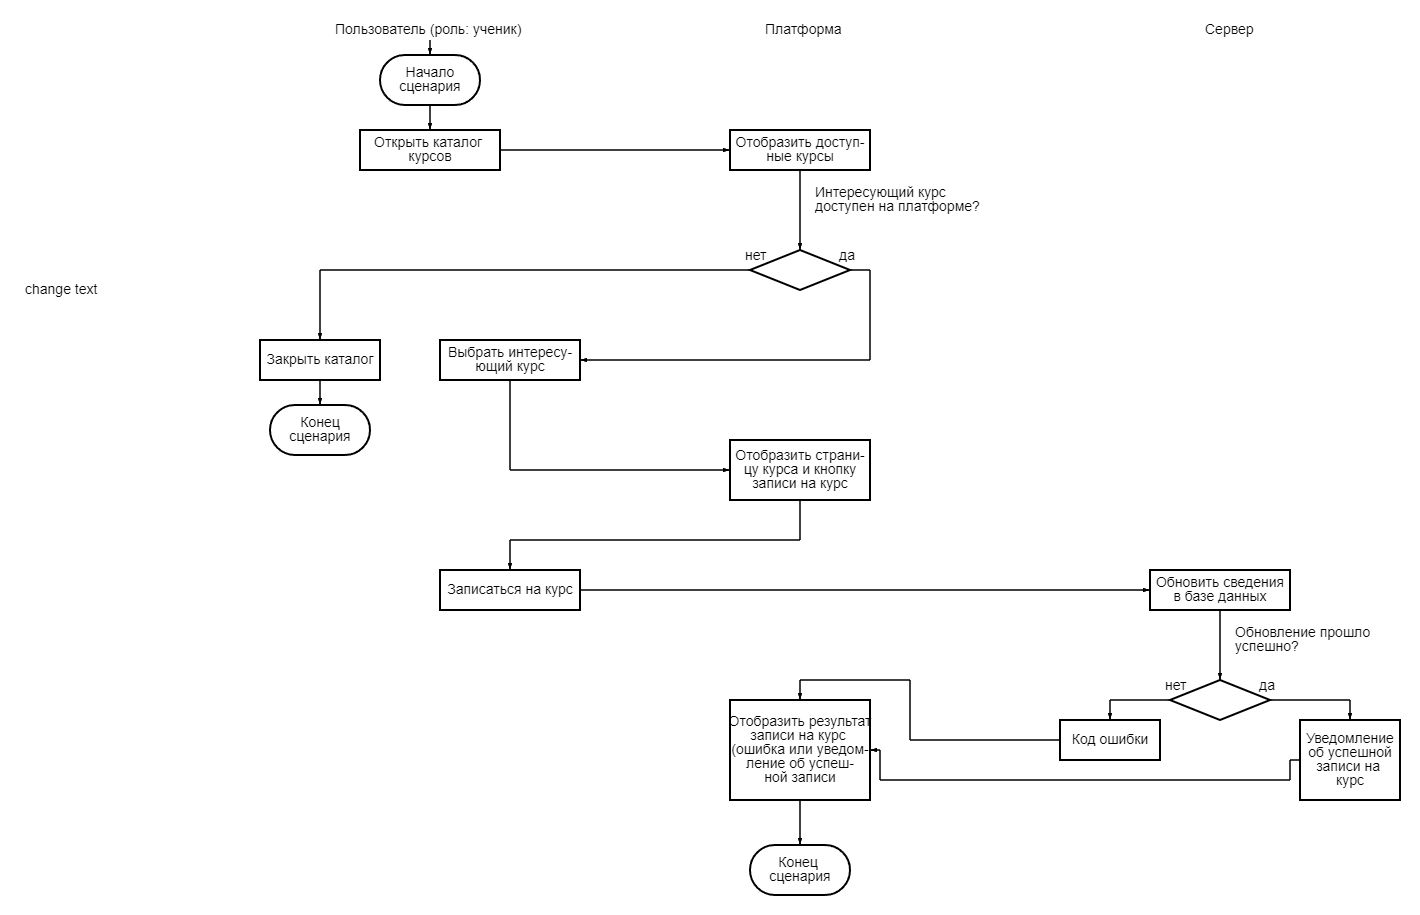 Пользователь (роль: ученик)
Платформа
Сервер
Начало
сценария
Открыть каталог
курсов
Отобразить доступ-
ные курсы
Интересующий курс
доступен на платформе?
нет
да
change text
Закрыть каталог
Выбрать интересу-
ющий курс
Конец
сценария
Отобразить страни-
цу курса и кнопку
записи на курс
Записаться на курс
Обновить сведения
в базе данных
Обновление прошло
успешно?
нет
да
Отобразить результат
записи на курс
(ошибка или уведом-
ление об успеш-
ной записи
Код ошибки
Уведомление
об успешной
записи на
курс
Конец
сценария